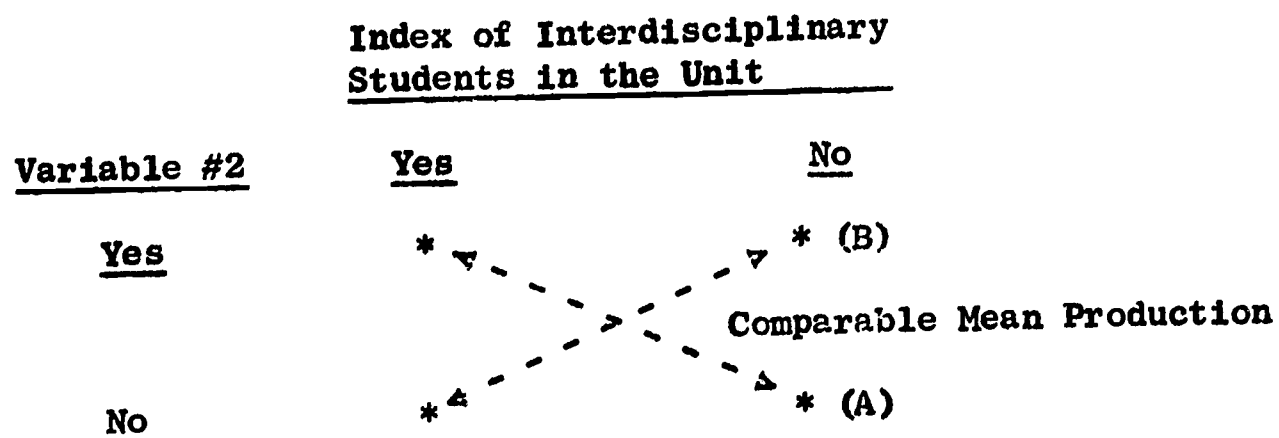 Index of Interdisciplinary
Students in the Unit
Variable #2 Yes No
Yes * * (B)
Comparable Mean Production
No * * (A)